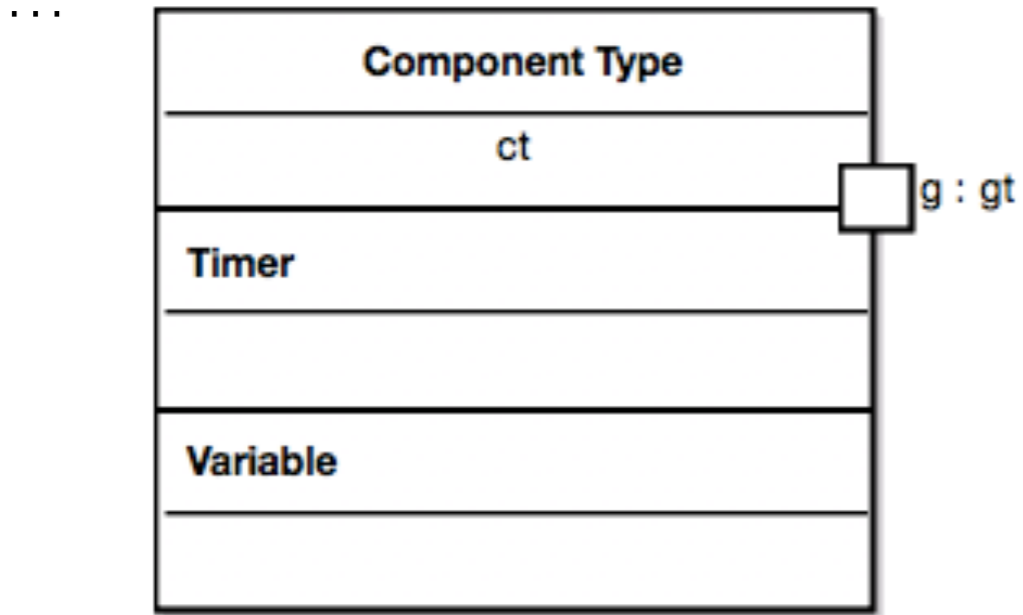 ...
Component Type
ct
g : gt
Timer
Variable